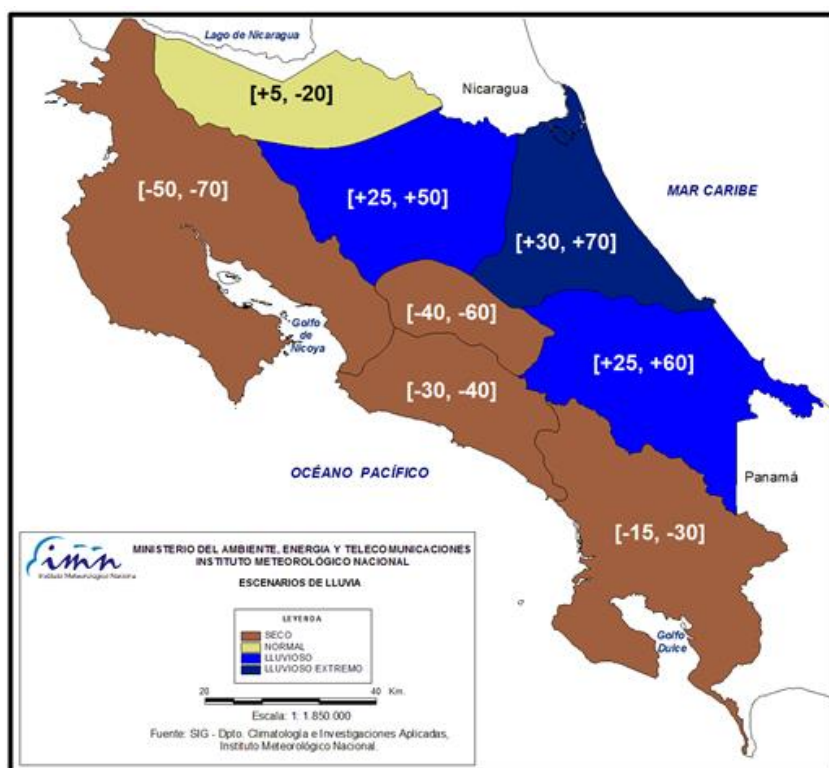 Lago de Nicaragua
[+5, -20]
Nicaragua
[-50, -70]
[+25, +50]
MAR CARIBE
[+30, +70]
Golfo
de
Nicoya
[-40, -60]
[-30, -40]
[+25, +60]
OCÉANO PACÍFICO
Panamá
[-15, -30]
Golfo
Dulce
imn
Instituto Meteorológico Nacional
MINISTERIO DEL AMBIENTE, ENERGIA Y TELECOMUNICACIONES
INSTITUTO METEOROLÓGICO NACIONAL
ESCENARIOS DE LLUVIA
LEYENDA
SECO
NORMAL
LLUVIOSO
LLUVIOSO EXTREMO
20 0 40 Km.
Escala: 1: 1.850.000
Fuente: SIG - Dpto. Climatología e Investigaciones Aplicadas,
Instituto Meteorológico Nacional.